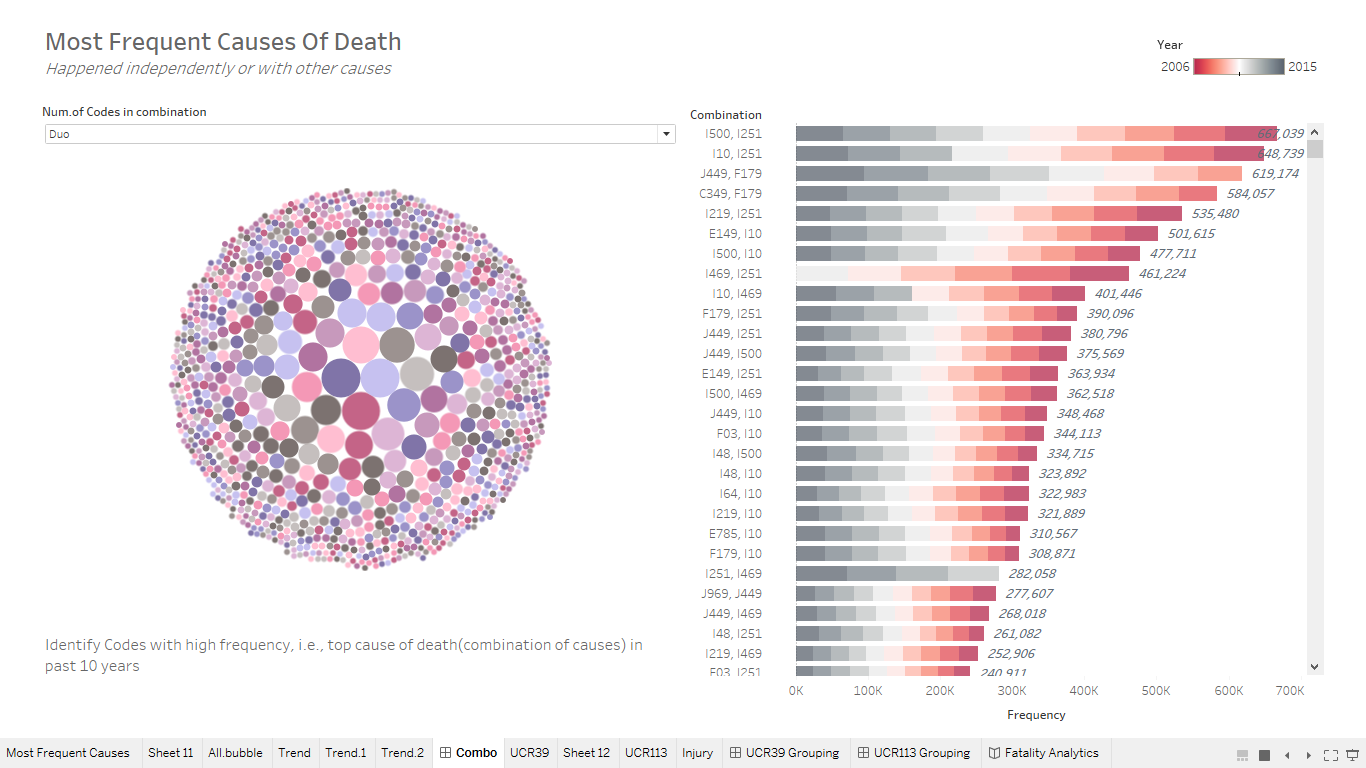 Most Frequent Causes Of Death
Happened independently or with other causes
Year
2006 2015
Num.of Codes in combination
Duo
Combination
I500, I251 667,039
I10, I251 648,739
J449, F179 619,174
C349, F179 584,057
I219, I251 535,480
E149, I10 501,615
I500, I10 477,711
I469, I251 461,224
I10, I469 401,446
F179, I251 390,096
J449, I251 380,796
J449, I500 375,569
E149, I251 363,934
I500, I469 362,518
J449, I10 348,468
F03, I10 344,113
I48, I500 334,715
I48, I10 323,892
I64, I10 322,983
I219, I10 321,889
E785, I10 310,567
F179, I10 308,871
I251, I469 282,058
J969, J449 277,607
J449, I469 268,018
I48, I251 261,082
I219, I469 252,906
F03, I251 240,911
0K 100K 200K 300K 400K 500K 600K 700K
Frequency
Identify Codes with high frequency, i.e., top cause of death(combination of causes) in
past 10 years
Most Frequent Causes Sheet 11 All.bubble Trend Trend.1 Trend.2 Combo UCR39 Sheet 12 UCR113 Injury UCR39 Grouping UCR113 Grouping Fatality Analytics